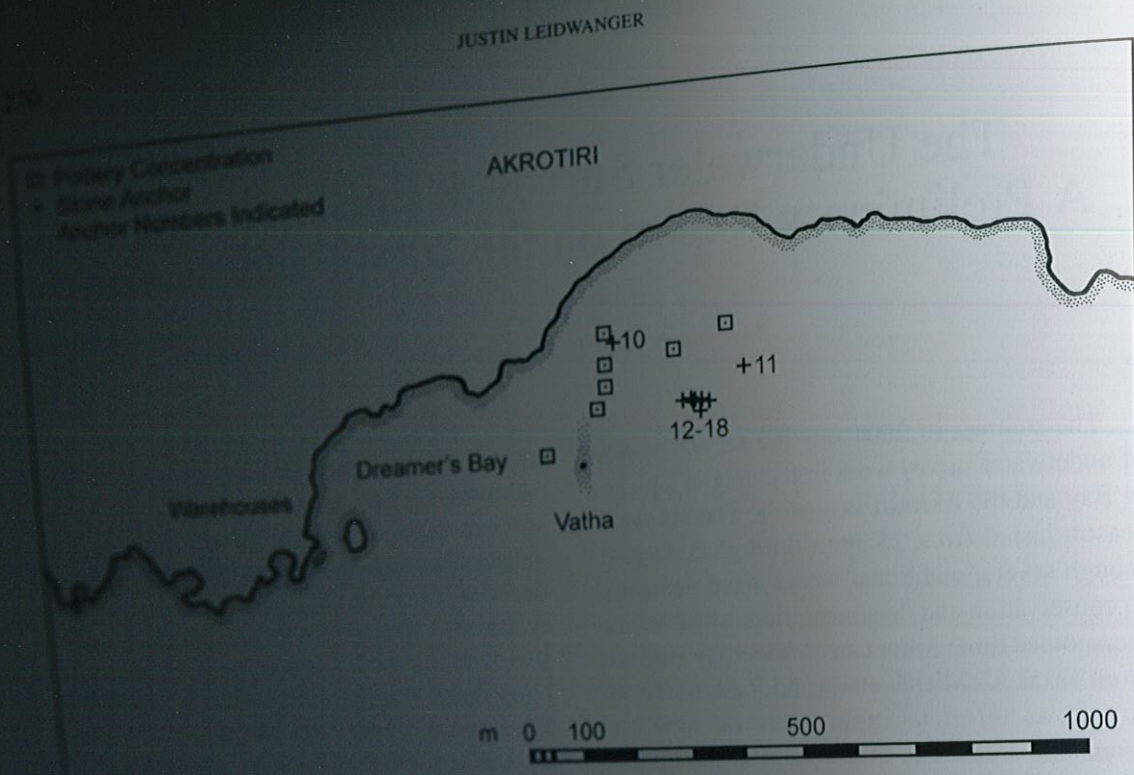 JUSTIN LEIDWANGER
Pottery Concentration
Stone Anchor
Anchor Numbers Indicated
AKROTIRI
10
11
12-18
Dreamer's Bay
Warehouses
Vatha
m 0 100 500 1000